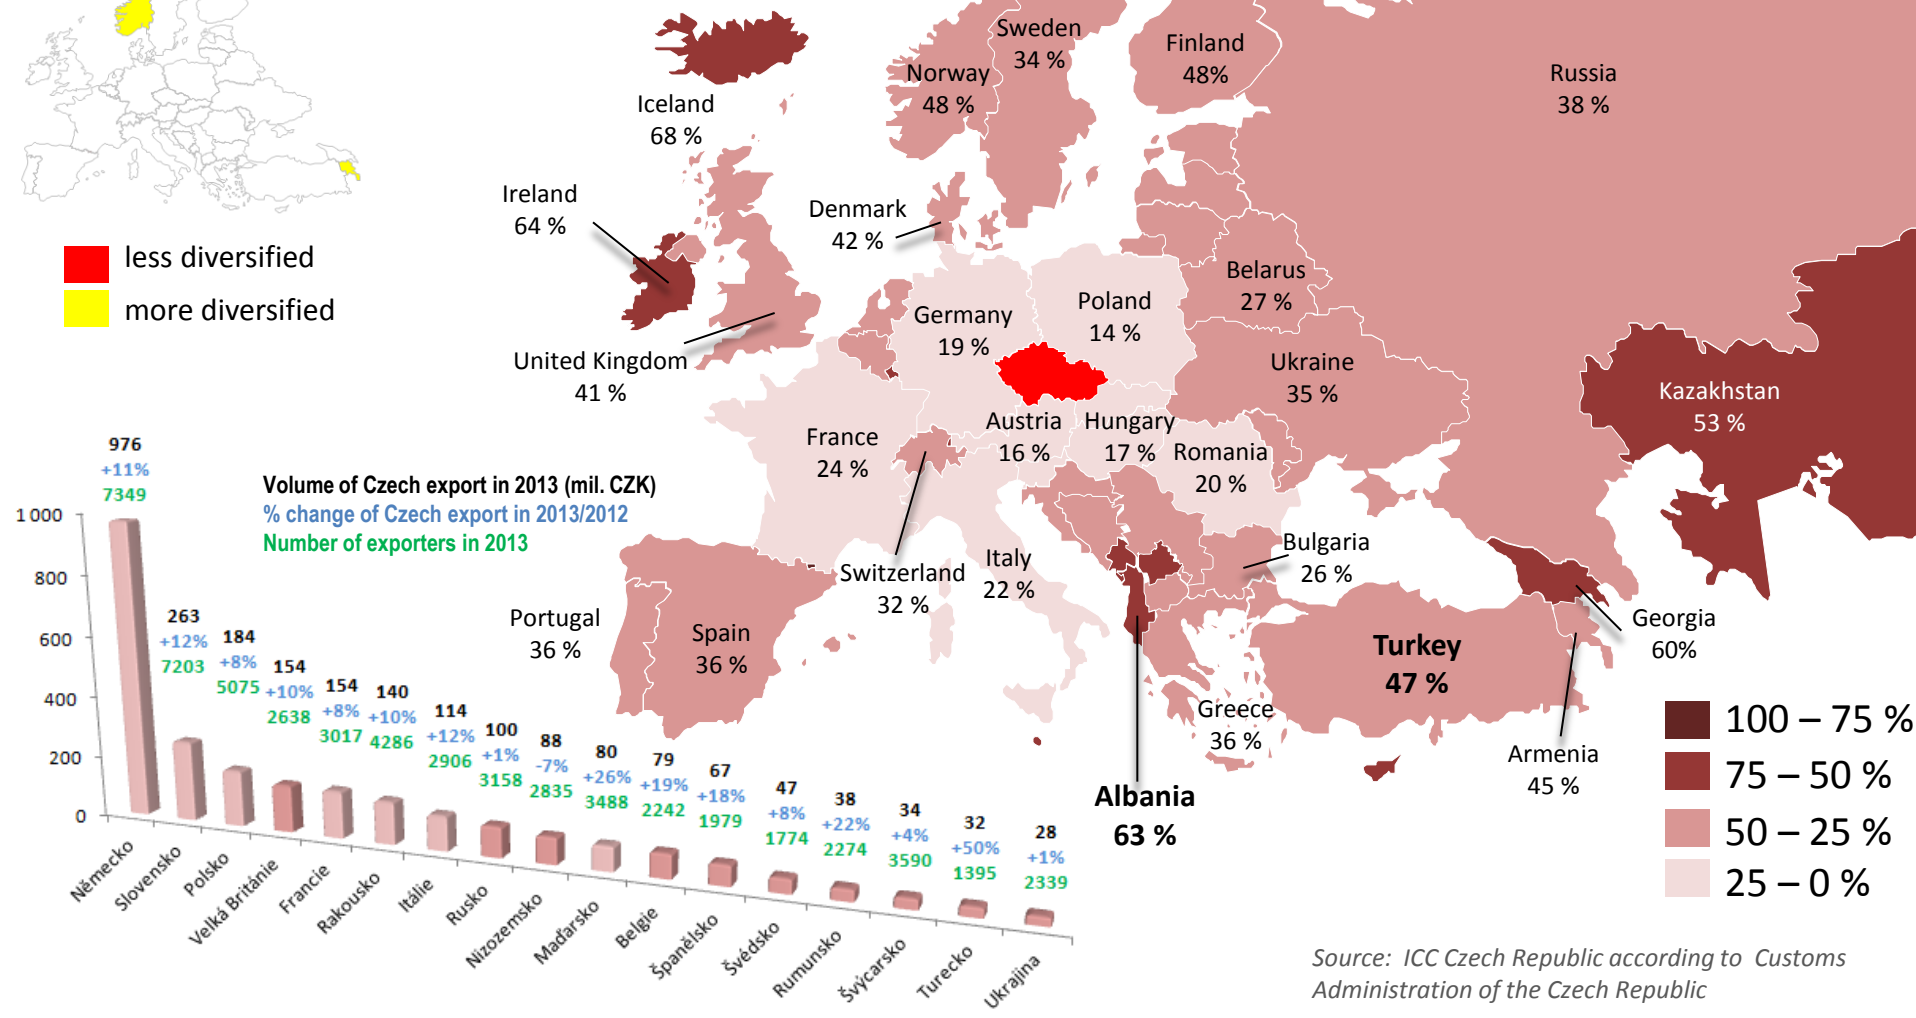 less diversified
more diversified
Iceland
68 %
Norway
48 %
Sweden
34 %
Finland
48%
Russia
38 %
Ireland
64 %
Denmark
42 %
United Kingdom
41 %
Germany
19 %
Poland
14 %
Belarus
27 %
Ukraine
35 %
Kazakhstan
53 %
France
24 %
Austria
16 %
Hungary
17 %
Romania
20 %
Switzerland
32 %
Italy
22 %
Bulgaria
26 %
Portugal
36 %
Spain
36 %
Turkey
47 %
Georgia
60%
Greece
36 %
Armenia
45 %
Albania
63 %
100 – 75 %
75 – 50 %
50 – 25 %
25 – 0 %
Volume of Czech export in 2013 (mil. CZK)
% change of Czech export in 2013/2012
Number of exporters in 2013
1 000
800
600
400
200
0
976
+11%
7349
263
+12%
7203
184
+8%
5075
154
+10%
2638
154
+8%
3017
140
+10%
4286
114
+12%
2906
100
+1%
3158
88
-7%
2835
80
+26%
3488
79
+19%
2242
67
+18%
1979
47
+8%
1774
38
+22%
2274
34
+4%
3590
32
+50%
1395
28
+1%
2339
Německo
Slovensko
Polsko
Velká Británie
Francie
Rakousko
Itálie
Rusko
Nizozemsko
Maďarsko
Belgie
Španělsko
Švédsko
Rumunsko
Švýcarsko
Turecko
Ukrajina
Source: ICC Czech Republic according to Customs
Administration of the Czech Republic